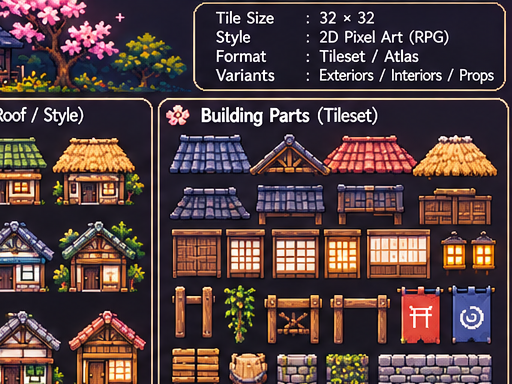 Tile Size : 32 × 32
Style : 2D Pixel Art (RPG)
Format : Tileset / Atlas
Variants : Exteriors / Interiors / Props
Roof / Style)
Building Parts (Tileset)